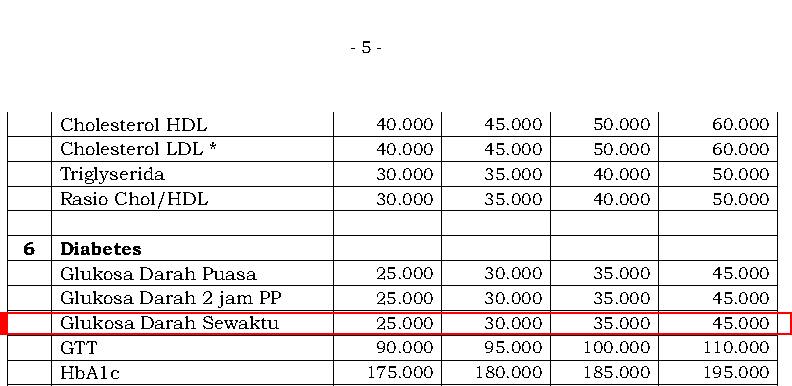 - 5 -
Cholesterol HDL 40.000 45.000 50.000 60.000
Cholesterol LDL * 40.000 45.000 50.000 60.000
Triglyserida 30.000 35.000 40.000 50.000
Rasio Chol/HDL 30.000 35.000 40.000 50.000
6 Diabetes
Glukosa Darah Puasa 25.000 30.000 35.000 45.000
Glukosa Darah 2 jam PP 25.000 30.000 35.000 45.000
Glukosa Darah Sewaktu 25.000 30.000 35.000 45.000
GTT 90.000 95.000 100.000 110.000
HbA1c 175.000 180.000 185.000 195.000